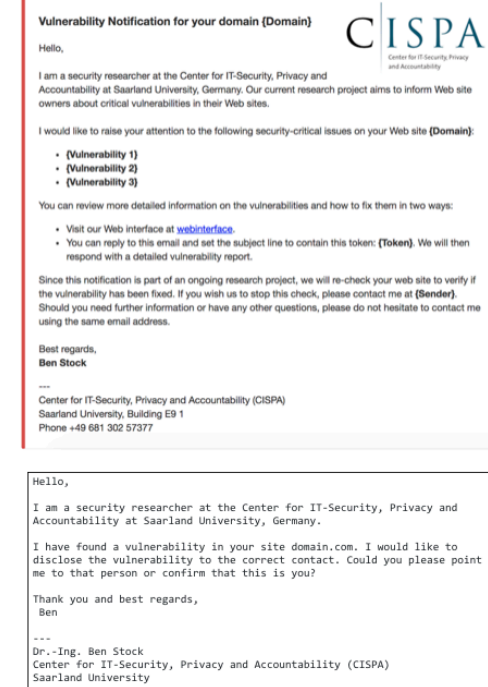 Vulnerability Notification for your domain {Domain}
CISPA
Center for IT-Security, Privacy
and Accountability
Hello,
I am a security researcher at the Center for IT-Security, Privacy and
Accountability at Saarland University, Germany. Our current research project aims to inform Web site
owners about critical vulnerabilities in their Web sites.
I would like to raise your attention to the following security-critical issues on your Web site {Domain}:
• {Vulnerability 1}
• {Vulnerability 2}
• {Vulnerability 3}
You can review more detailed information on the vulnerabilities and how to fix them in two ways:
• Visit our Web interface at webinterface.
• You can reply to this email and set the subject line to contain this token: {Token}. We will then
respond with a detailed vulnerability report.
Since this notification is part of an ongoing research project, we will re-check your web site to verify if
the vulnerability has been fixed. If you wish us to stop this check, please contact me at {Sender}.
Should you need further information or have any other questions, please do not hesitate to contact me
using the same email address.
Best regards,
Ben Stock
---
Center for IT-Security, Privacy and Accountability (CISPA)
Saarland University, Building E9 1
Phone +49 681 302 57377
Hello,
I am a security researcher at the Center for IT-Security, Privacy and
Accountability at Saarland University, Germany.
I have found a vulnerability in your site domain.com. I would like to
disclose the vulnerability to the correct contact. Could you please point
me to that person or confirm that this is you?
Thank you and best regards,
Ben
---
Dr.-Ing. Ben Stock
Center for IT-Security, Privacy and Accountability (CISPA)
Saarland University